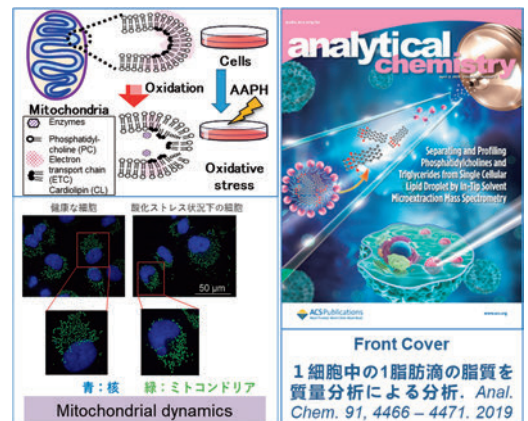 Mitochondria
Oxidation
Cells
AAPH
Oxidative
stress
Enzymes
Phosphatidyl-
choline (PC)
Electron
transport chain
(ETC)
Cardiolipin (CL)
健康な細胞
酸化ストレス状況下の細胞
50 μm
青：核
緑：ミトコンドリア
Mitochondrial dynamics
analytical
chemistry
Separating and Profiling
Phosphatidylcholines and
Triglycerides from Single Cellular
Lipid Droplet by In-Tip Solvent
Microextraction Mass Spectrometry
ACS Publications
www.acs.org
Front Cover
１細胞中の1脂肪滴の脂質を
質量分析による分析. Anal.
Chem. 91, 4466 – 4471. 2019